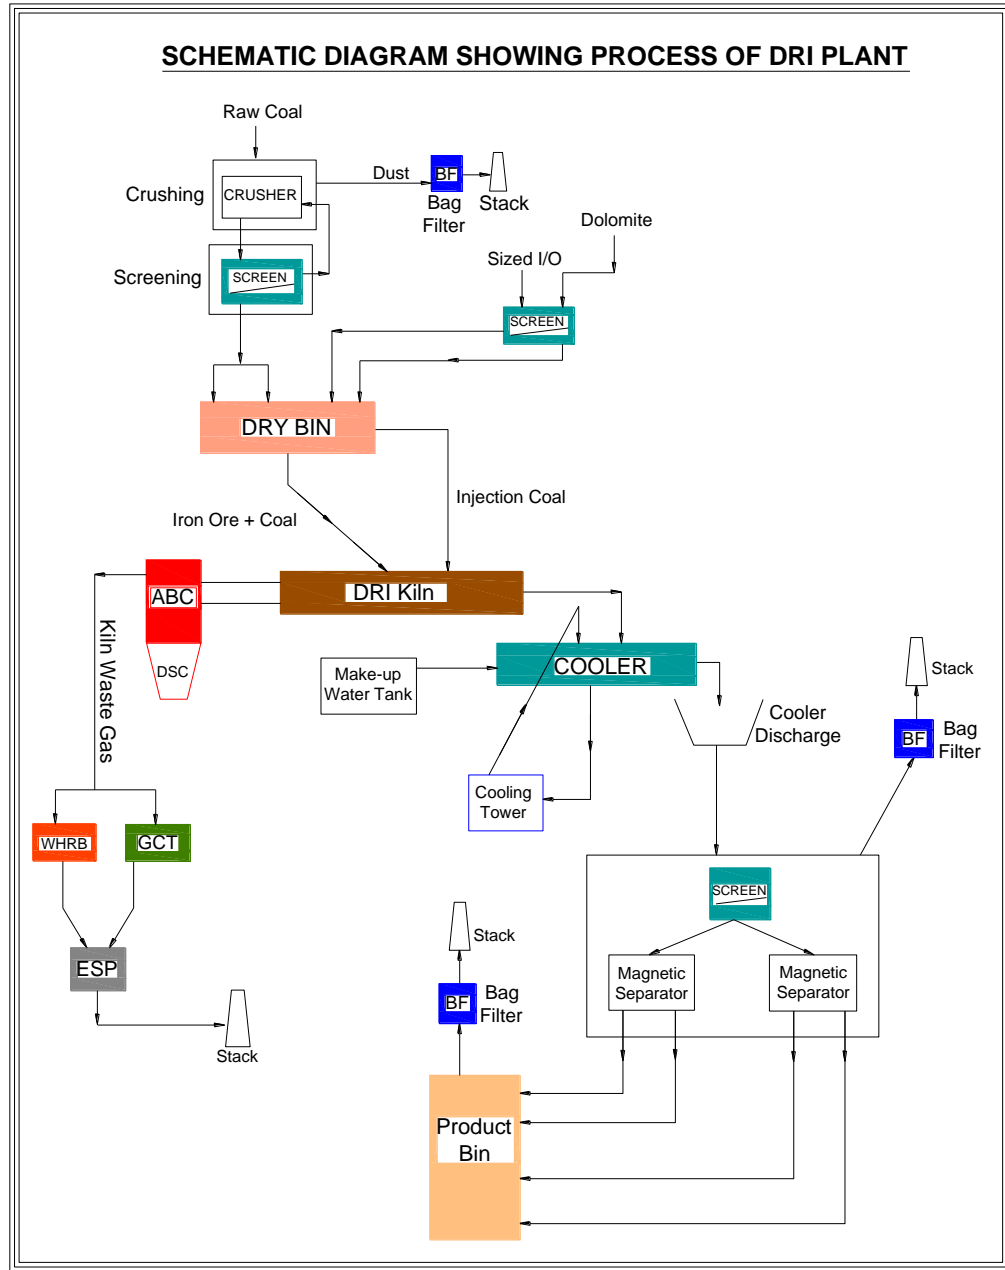 SCHEMATIC DIAGRAM SHOWING PROCESS OF DRI PLANT
Raw Coal
Crushing
CRUSHER
Dust
BF
Bag
Filter
Stack
Dolomite
Screening
SCREEN
Sized I/O
SCREEN
DRY BIN
Injection Coal
Iron Ore + Coal
ABC
DSC
DRI Kiln
Kiln Waste Gas
Make-up
Water Tank
COOLER
Cooler
Discharge
Stack
BF
Bag
Filter
Cooling
Tower
WHRB
GCT
ESP
Stack
SCREEN
Magnetic
Separator
Magnetic
Separator
Stack
BF
Bag
Filter
Product
Bin